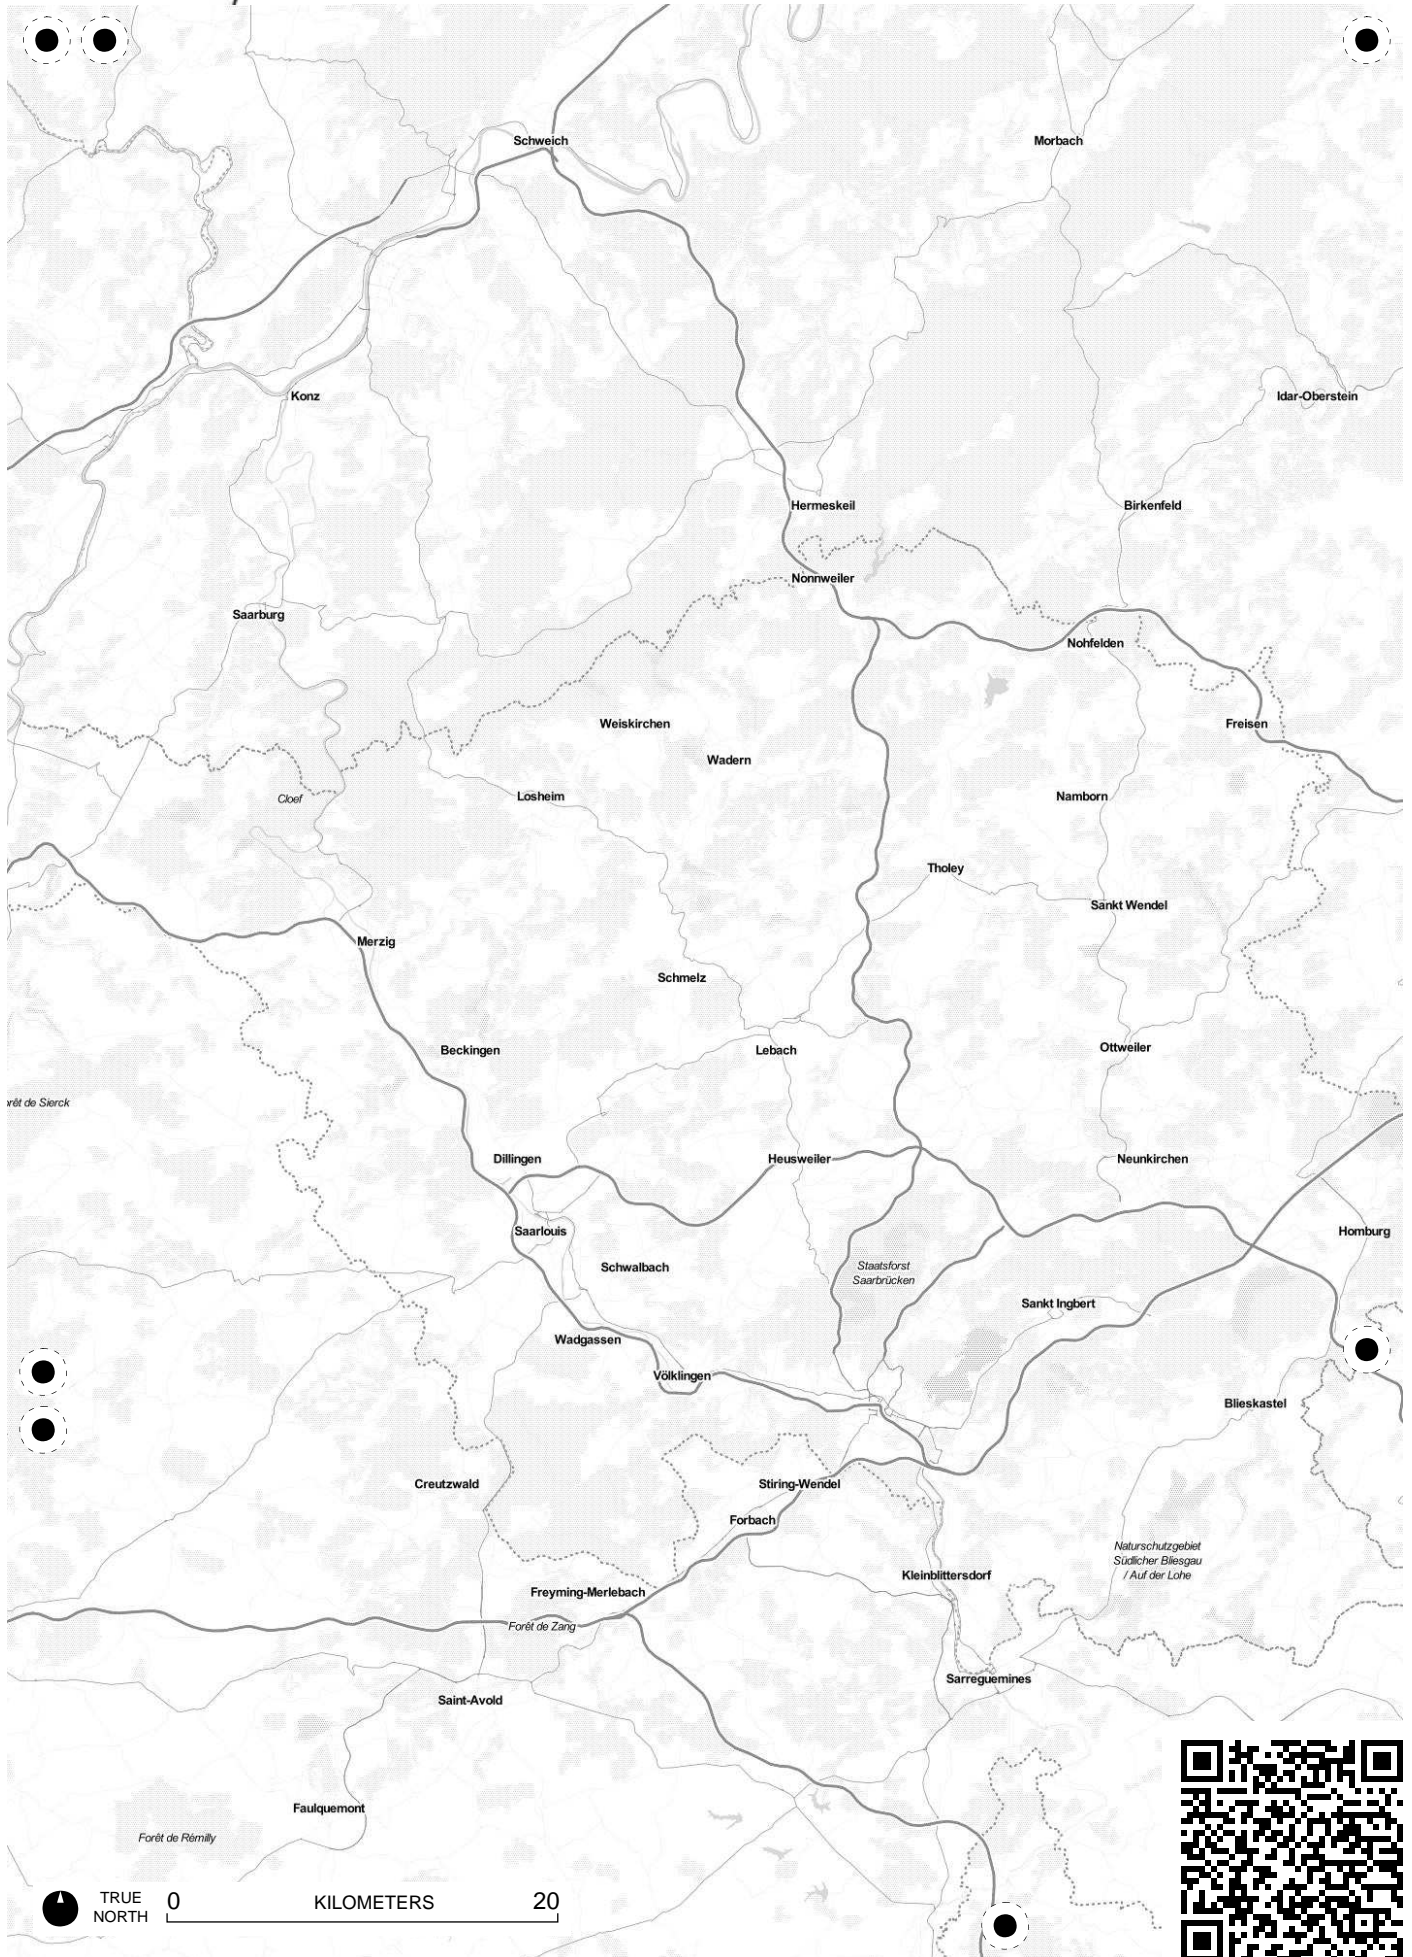 Schweich
Morbach
Konz
Idar-Oberstein
Hermeskeil
Birkenfeld
Nonnweiler
Saarburg
Nohfelden
Weiskirchen
Freisen
Wadern
Cloef
Losheim
Namborn
Tholey
Sankt Wendel
Merzig
Schmelz
Beckingen
Lebach
Ottweiler
rêt de Sierck
Dillingen
Heusweiler
Neunkirchen
Saarlouis
Homburg
Schwalbach
Staatsforst
Saarbrücken
Sankt Ingbert
Wadgassen
Völklingen
Blieskastel
Creutzwald
Stiring-Wendel
Forbach
Naturschutzgebiet
Südlicher Bliesgau
/ Auf der Lohe
Kleinblittersdorf
Freyming-Merlebach
Forêt de Zang
Sarreguemines
Saint-Avold
Faulquemont
Forêt de Rémilly
TRUE
NORTH
0 KILOMETERS 20